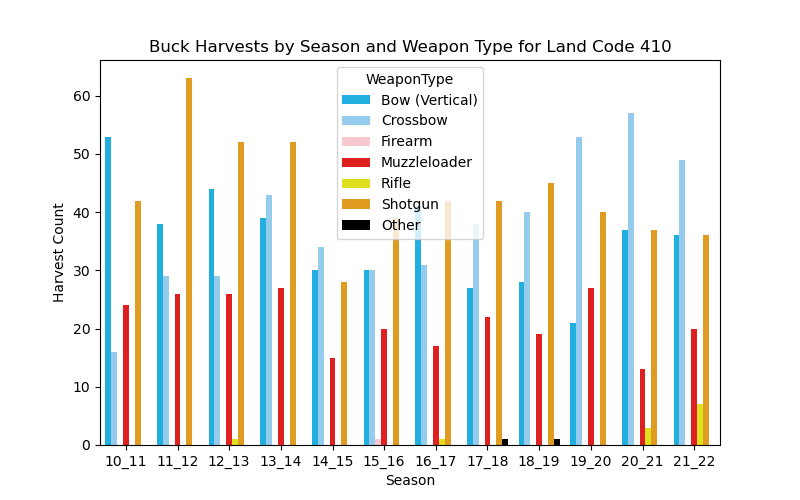 Buck Harvests by Season and Weapon Type for Land Code 410
WeaponType
Bow (Vertical)
Crossbow
Firearm
Muzzleloader
Rifle
Shotgun
Other
Harvest Count
60
50
40
30
20
10
0
10_11 11_12 12_13 13_14 14_15 15_16 16_17 17_18 18_19 19_20 20_21 21_22
Season